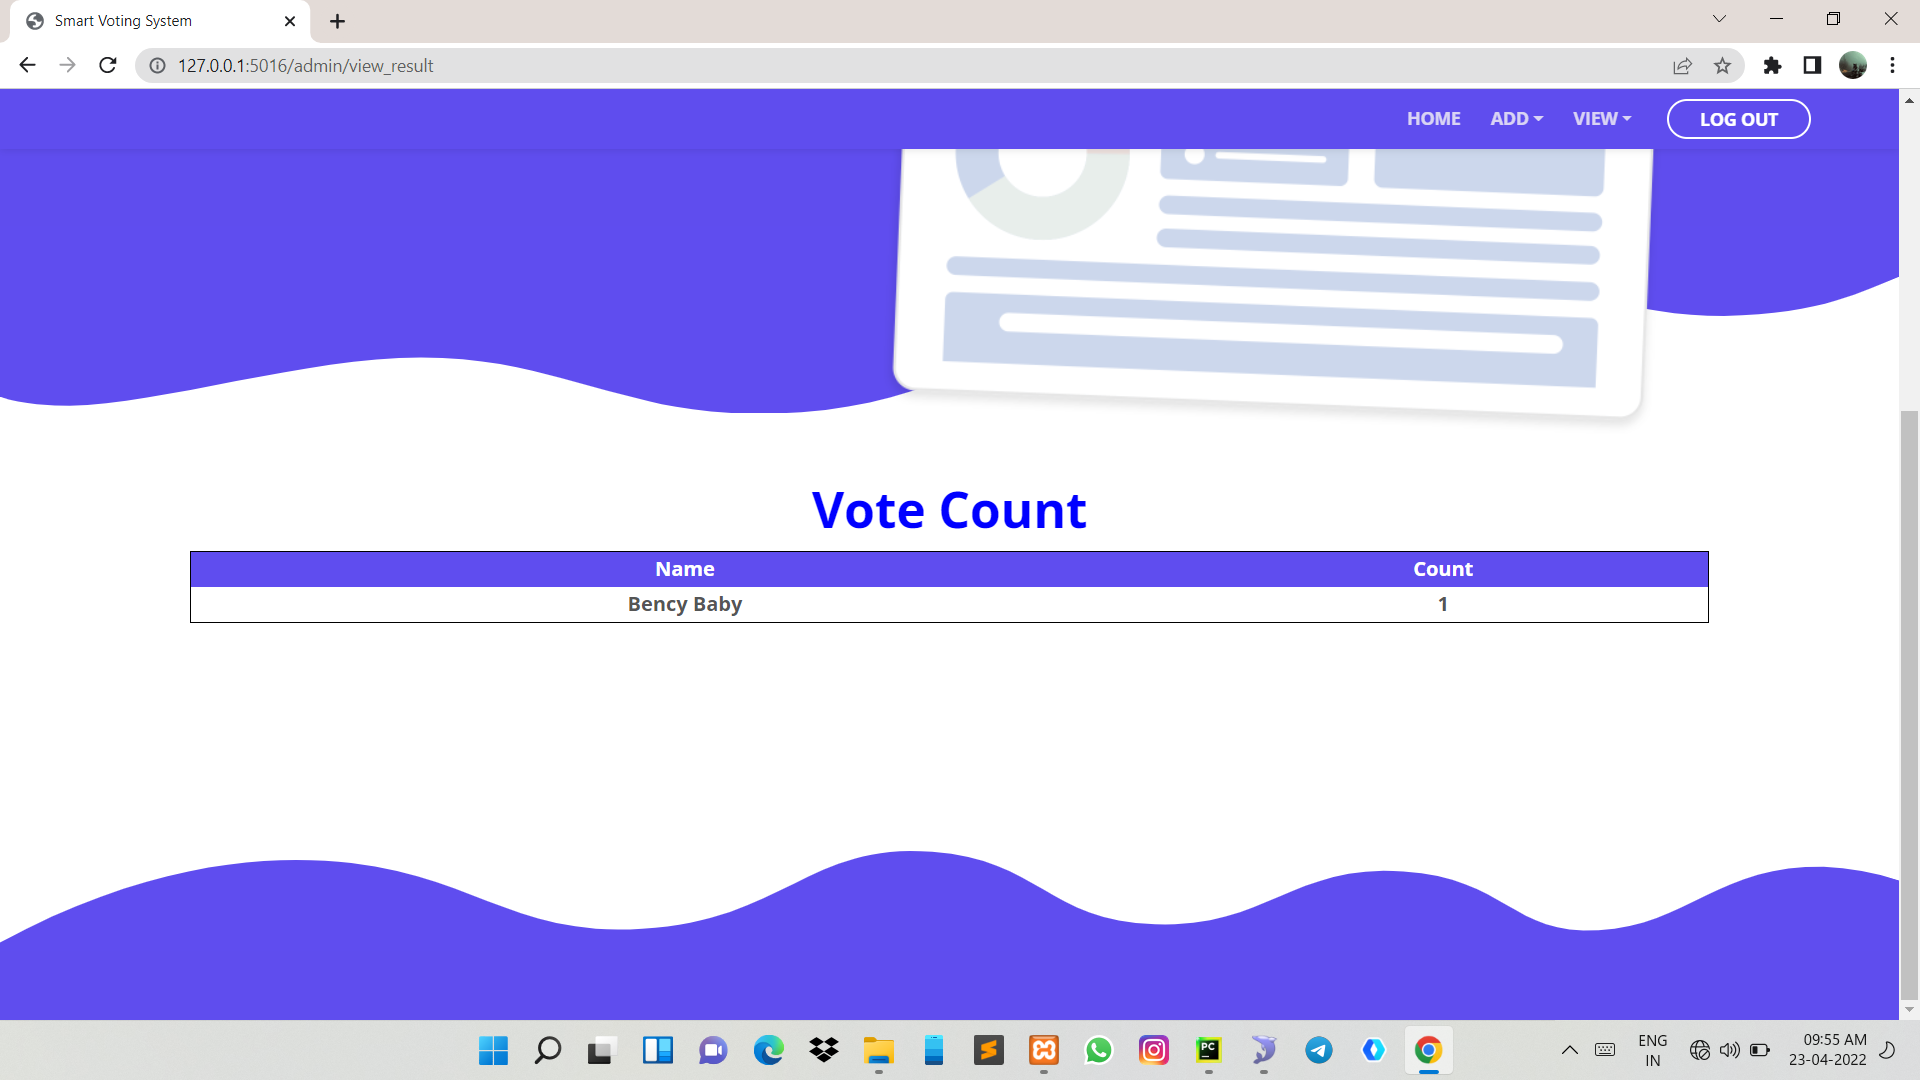 Smart Voting System
127.0.0.1:5016/admin/view_result
HOME ADD VIEW LOG OUT
Vote Count
Name Count
Bency Baby 1
PC
ENG
IN
09:55 AM
23-04-2022